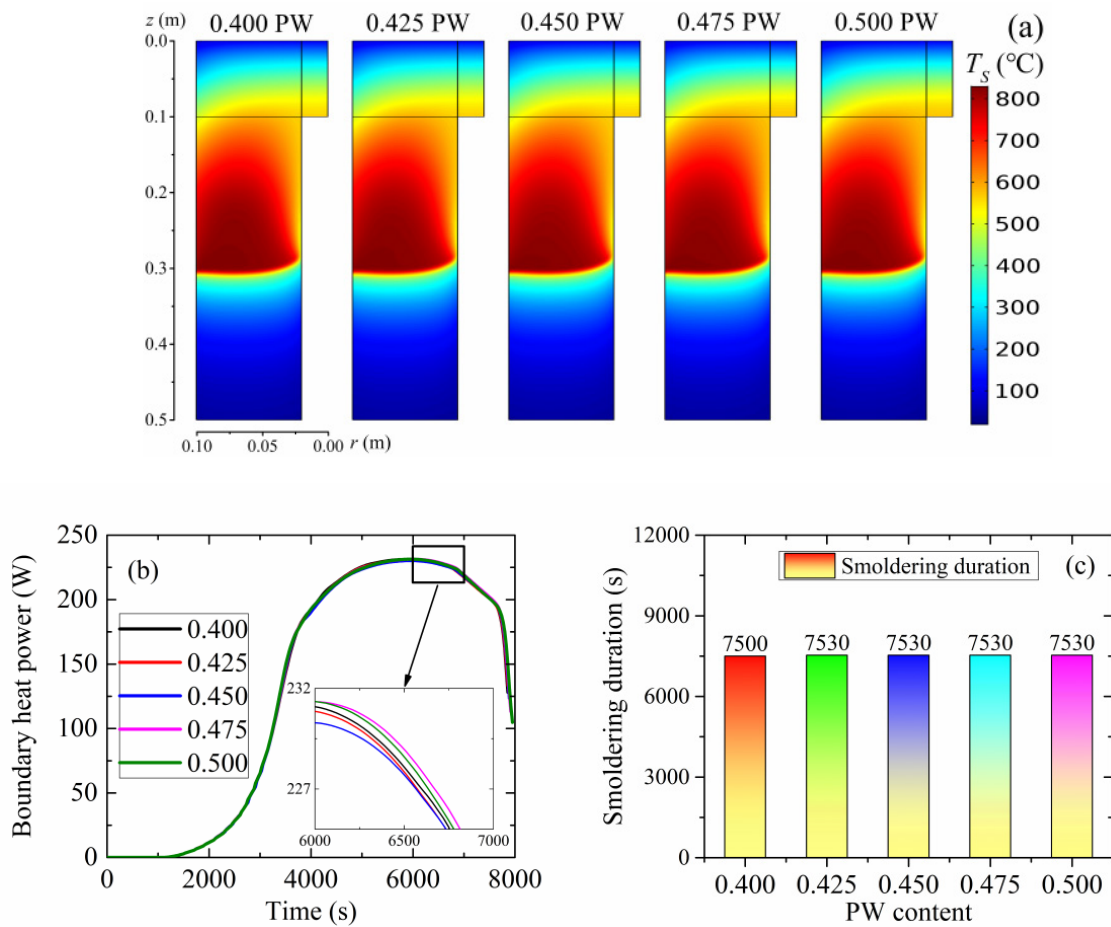 z (m) 0.400 PW 0.425 PW 0.450 PW 0.475 PW 0.500 PW (a)
0.0
0.1
0.2
0.3
0.4
0.5
0.10 0.05 0.00 r (m)
T_S (°C)
800
700
600
500
400
300
200
100
(b)
Boundary heat power (W)
250
200
150
100
50
0
0.400
0.425
0.450
0.475
0.500
232
227
6000 6500 7000
0 2000 4000 6000 8000
Time (s)
(c)
Smoldering duration (s)
12000
9000
6000
3000
0
Smoldering duration
7500 7530 7530 7530 7530
0.400 0.425 0.450 0.475 0.500
PW content